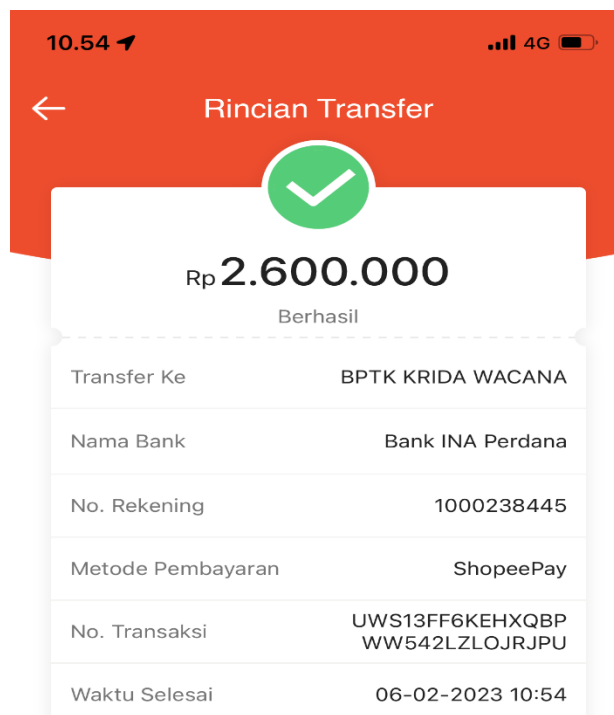 10.54 4G
Rincian Transfer
Rp 2.600.000
Berhasil
Transfer Ke BPTK KRIDA WACANA
Nama Bank Bank INA Perdana
No. Rekening 1000238445
Metode Pembayaran ShopeePay
No. Transaksi UWS13FF6KEHXQBP
WW542LZLOJRJPU
Waktu Selesai 06-02-2023 10:54